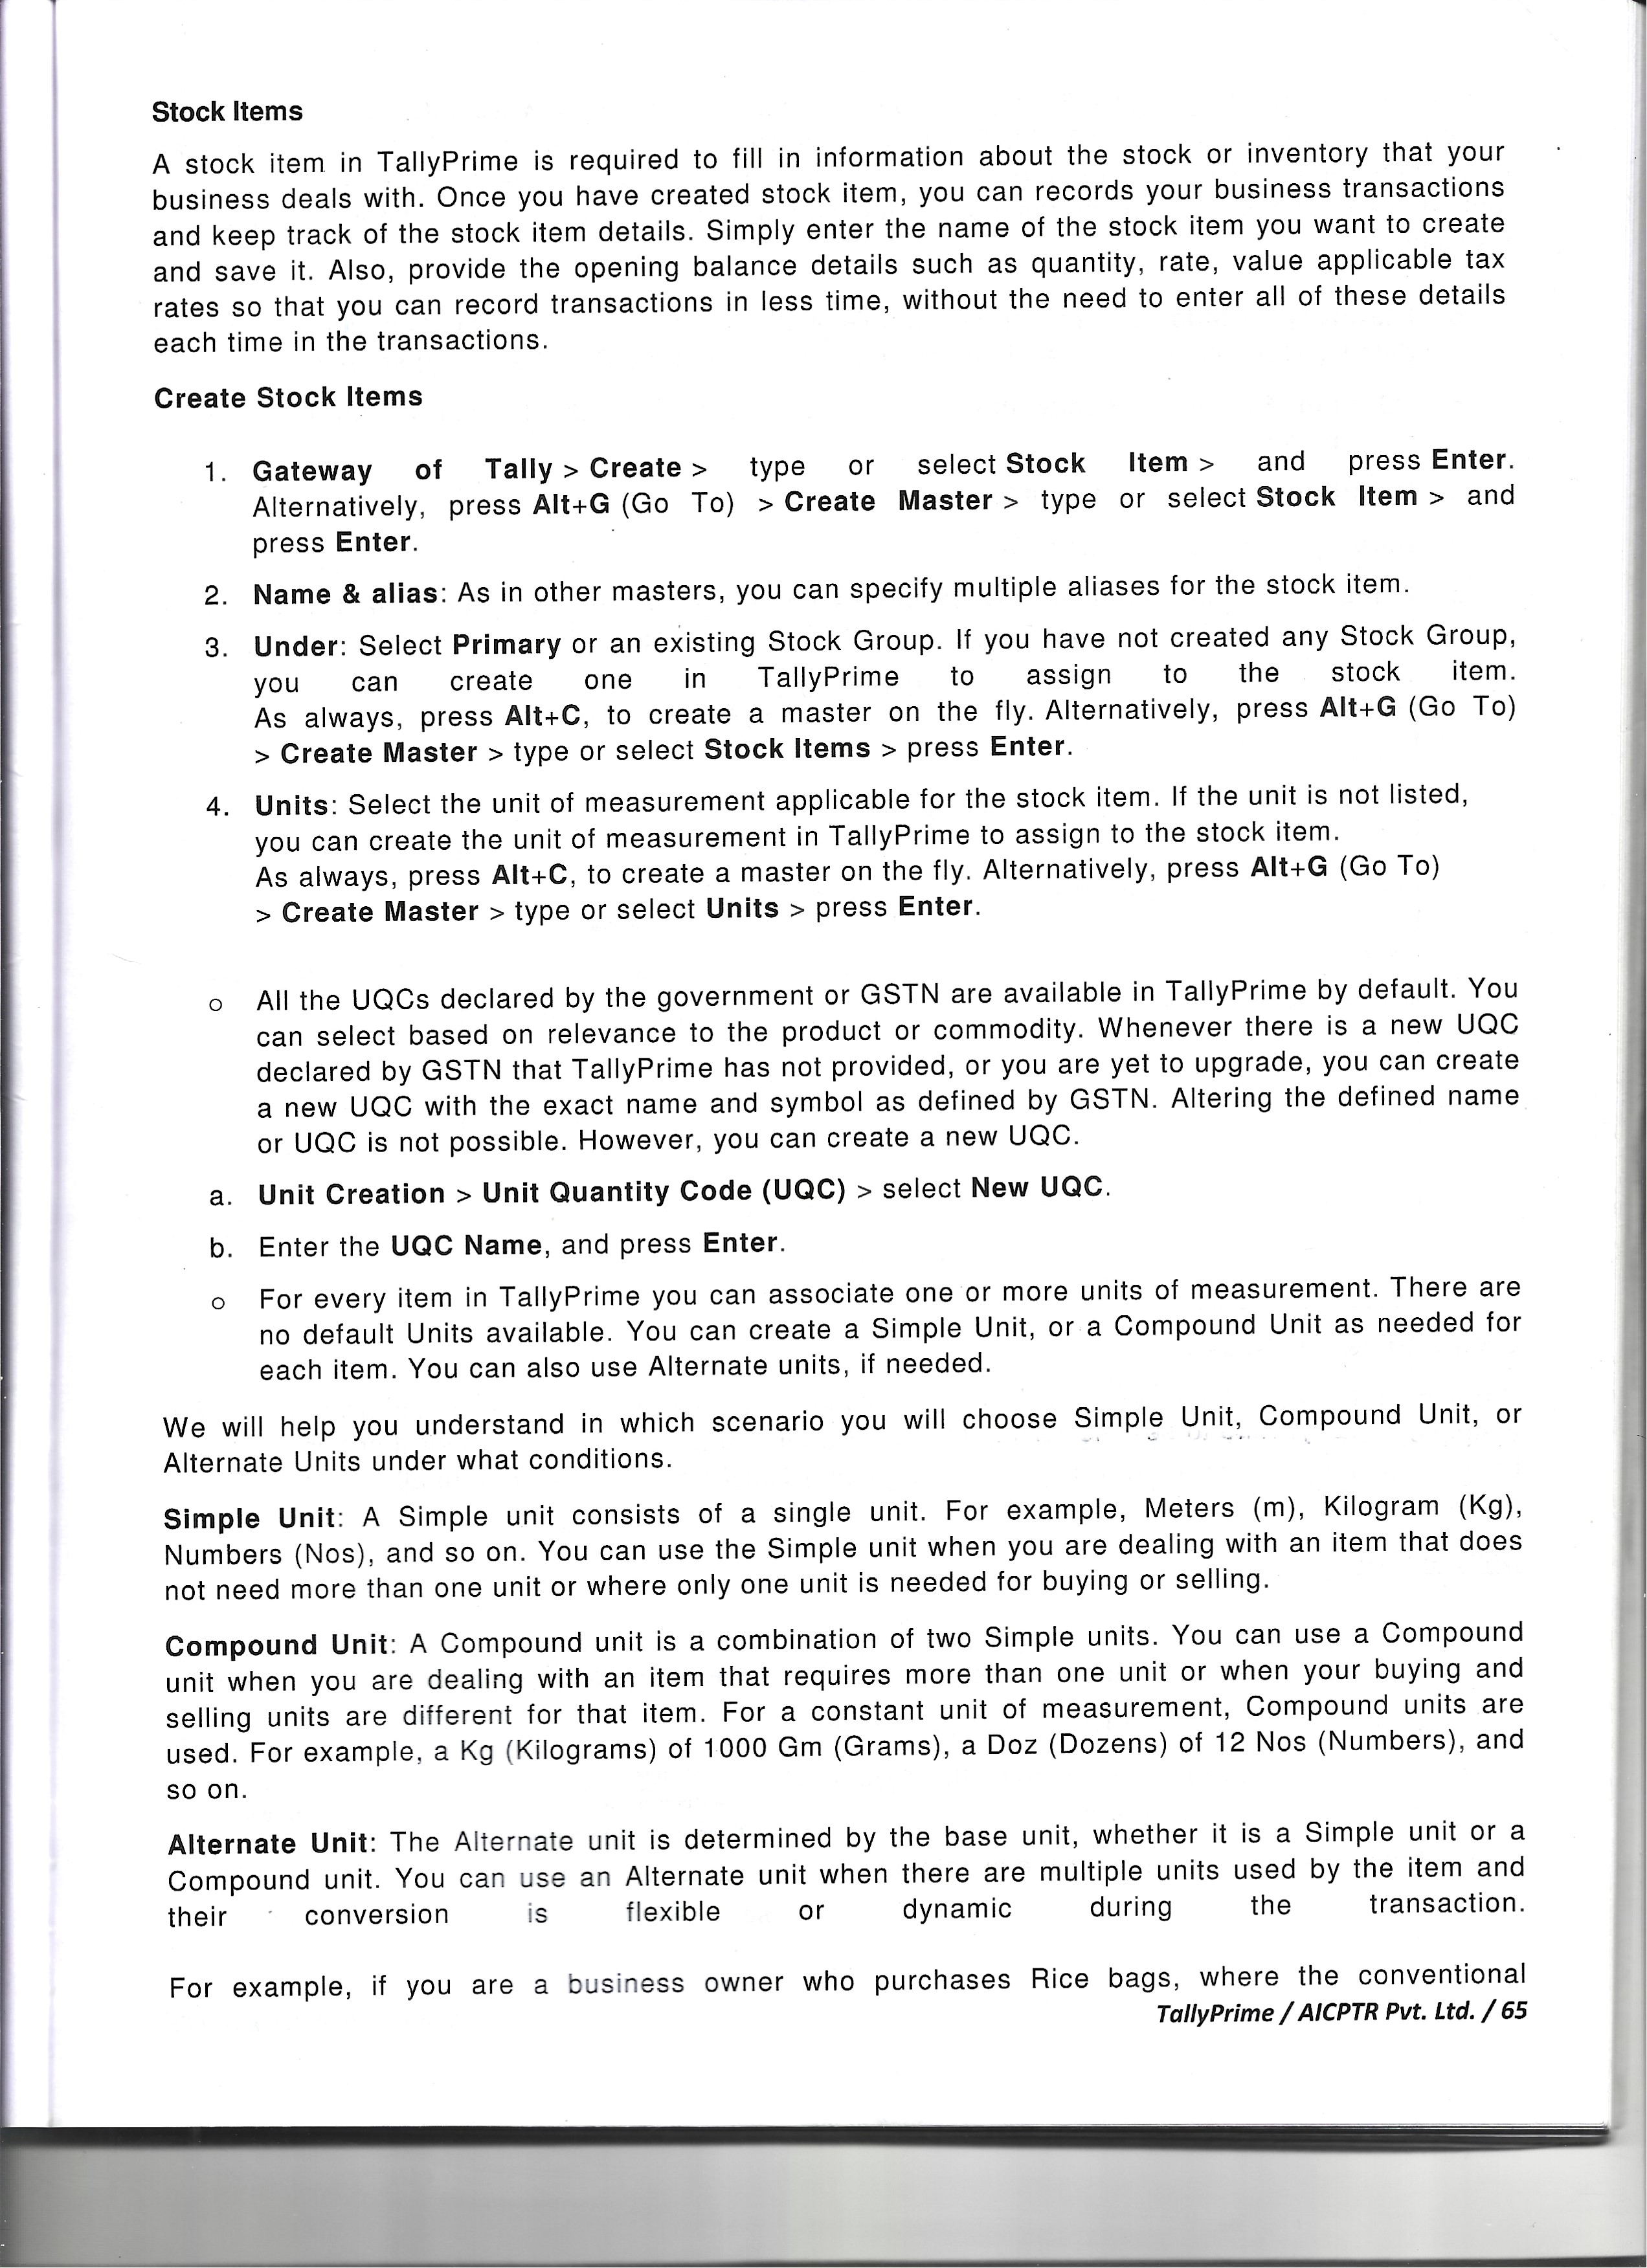 Stock Items
A stock item in TallyPrime is required to fill in information about the stock or inventory that your
business deals with. Once you have created stock item, you can records your business transactions
and keep track of the stock item details. Simply enter the name of the stock item you want to create
and save it. Also, provide the opening balance details such as quantity, rate, value applicable tax
rates so that you can record transactions in less time, without the need to enter all of these details
each time in the transactions.
Create Stock Items
1. Gateway of Tally > Create > type or select Stock Item > and press Enter.
Alternatively, press Alt+G (Go To) > Create Master > type or select Stock Item > and
press Enter.
2. Name & alias: As in other masters, you can specify multiple aliases for the stock item.
3. Under: Select Primary or an existing Stock Group. If you have not created any Stock Group,
you can create one in TallyPrime to assign to the stock item.
As always, press Alt+C, to create a master on the fly. Alternatively, press Alt+G (Go To)
> Create Master > type or select Stock Items > press Enter.
4. Units: Select the unit of measurement applicable for the stock item. If the unit is not listed,
you can create the unit of measurement in TallyPrime to assign to the stock item.
As always, press Alt+C, to create a master on the fly. Alternatively, press Alt+G (Go To)
> Create Master > type or select Units > press Enter.
o All the UQCs declared by the government or GSTN are available in TallyPrime by default. You
can select based on relevance to the product or commodity. Whenever there is a new UQC
declared by GSTN that TallyPrime has not provided, or you are yet to upgrade, you can create
a new UQC with the exact name and symbol as defined by GSTN. Altering the defined name
or UQC is not possible. However, you can create a new UQC.
a. Unit Creation > Unit Quantity Code (UQC) > select New UQC.
b. Enter the UQC Name, and press Enter.
o For every item in TallyPrime you can associate one or more units of measurement. There are
no default Units available. You can create a Simple Unit, or a Compound Unit as needed for
each item. You can also use Alternate units, if needed.
We will help you understand in which scenario you will choose Simple Unit, Compound Unit, or
Alternate Units under what conditions.
Simple Unit: A Simple unit consists of a single unit. For example, Meters (m), Kilogram (Kg),
Numbers (Nos), and so on. You can use the Simple unit when you are dealing with an item that does
not need more than one unit or where only one unit is needed for buying or selling.
Compound Unit: A Compound unit is a combination of two Simple units. You can use a Compound
unit when you are dealing with an item that requires more than one unit or when your buying and
selling units are different for that item. For a constant unit of measurement, Compound units are
used. For example, a Kg (Kilograms) of 1000 Gm (Grams), a Doz (Dozens) of 12 Nos (Numbers), and
so on.
Alternate Unit: The Alternate unit is determined by the base unit, whether it is a Simple unit or a
Compound unit. You can use an Alternate unit when there are multiple units used by the item and
their conversion is flexible or dynamic during the transaction.
For example, if you are a business owner who purchases Rice bags, where the conventional
TallyPrime / AICPTR Pvt. Ltd. / 65